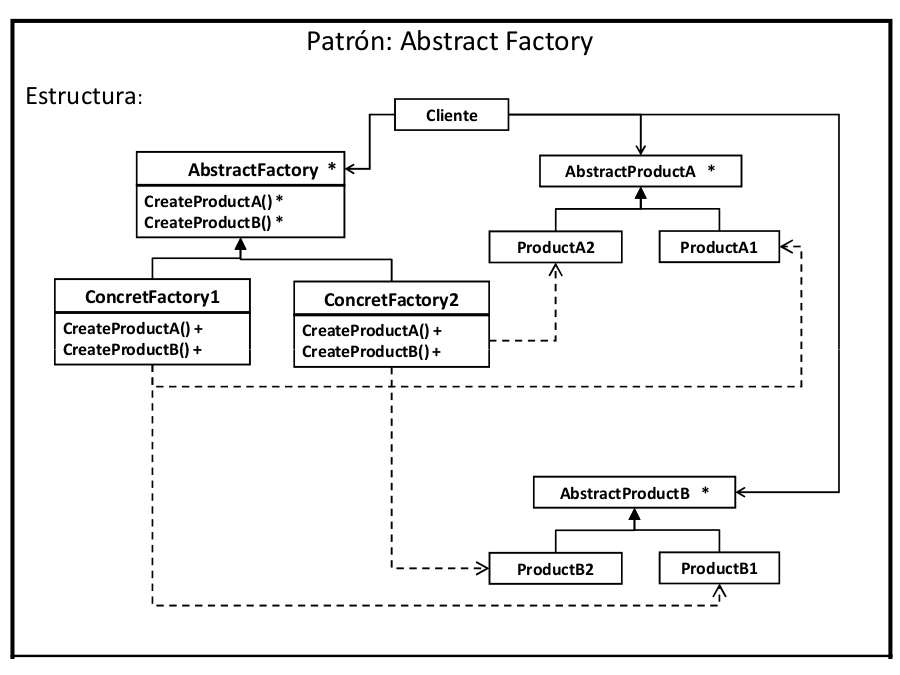 Patrón: Abstract Factory
Estructura:
Cliente
AbstractFactory *
CreateProductA() *
CreateProductB() *
AbstractProductA *
ProductA2
ProductA1
ConcretFactory1
CreateProductA() +
CreateProductB() +
ConcretFactory2
CreateProductA() +
CreateProductB() +
AbstractProductB *
ProductB2
ProductB1